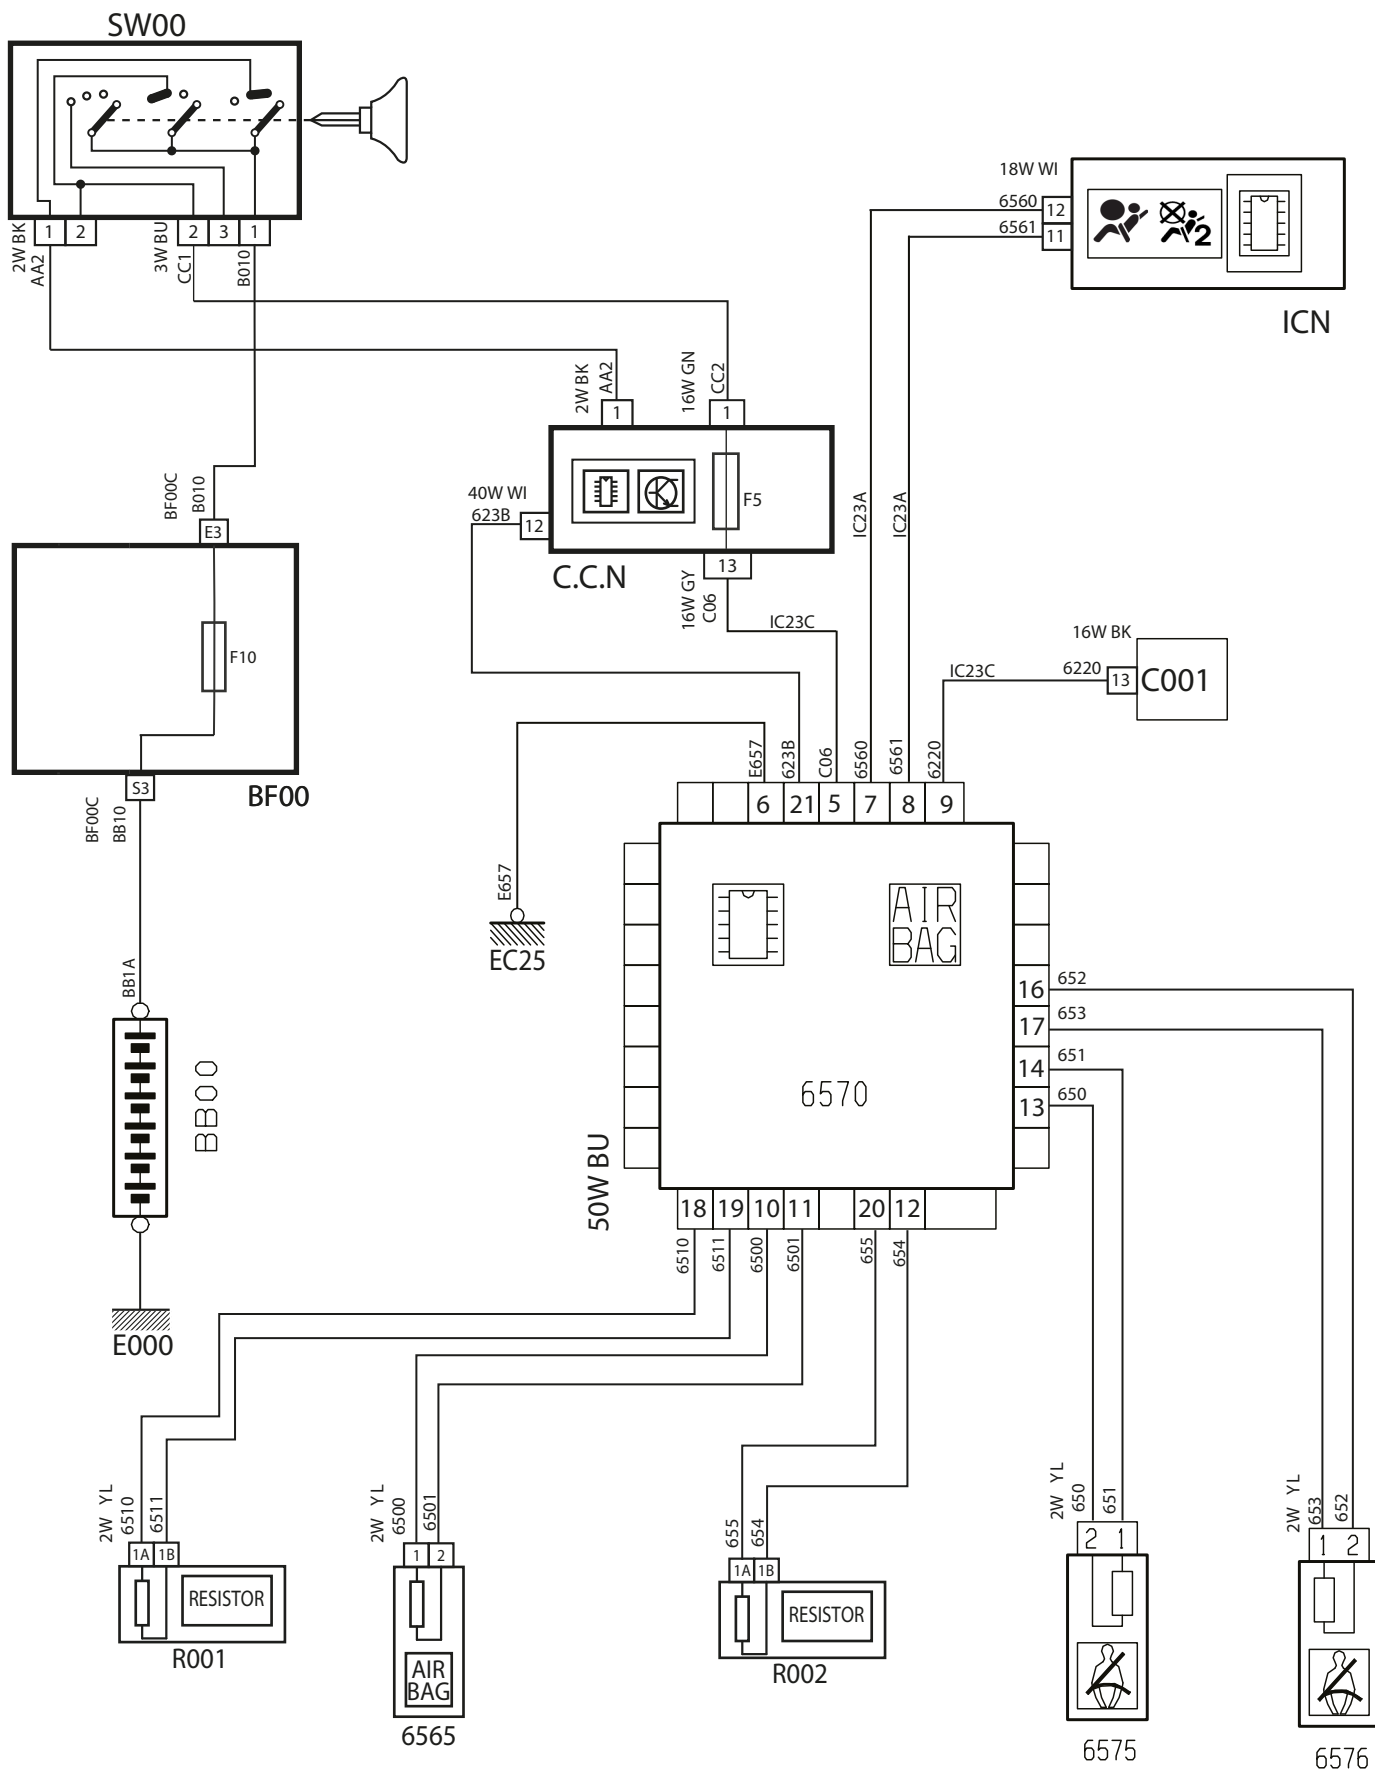 SW00
1
2
2
3
1
2W BK
AA2
3W BU
CC1
B010
18W WI
6560
12
6561
11
2
ICN
2W BK
AA2
16W GN
CC2
1
1
40W WI
623B
12
F5
C.C.N
13
16W GY
C06
IC23C
IC23A
IC23A
BF00C
B010
E3
F10
S3
BF00
BF00C
BB10
16W BK
IC23C
6220
13
C001
E657
623B
C06
6560
6561
6220
6
21
5
7
8
9
E657
EC25
AIR
BAG
BB1A
BB00
E000
16
652
17
653
14
651
13
650
6570
50W BU
18
19
10
11
20
12
6510
6511
6500
6501
655
654
2W YL
6510
6511
1A
1B
RESISTOR
R001
2W YL
6500
6501
1
2
AIR
BAG
6565
655
654
1A
1B
RESISTOR
R002
2W YL
650
651
2
1
6575
2W YL
653
652
1
2
6576